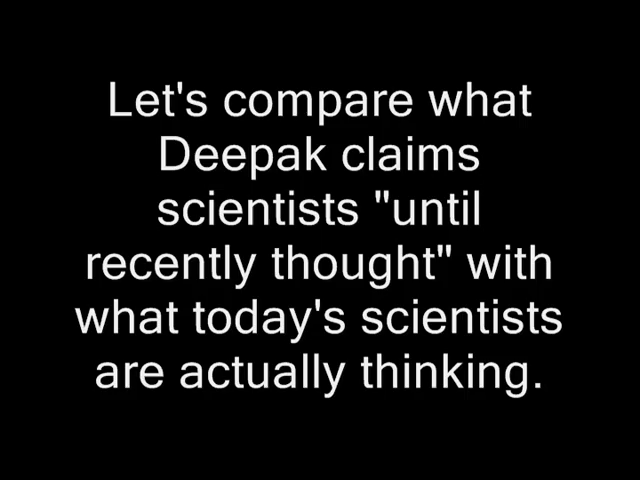 Let's compare what
Deepak claims
scientists "until
recently thought" with
what today's scientists
are actually thinking.